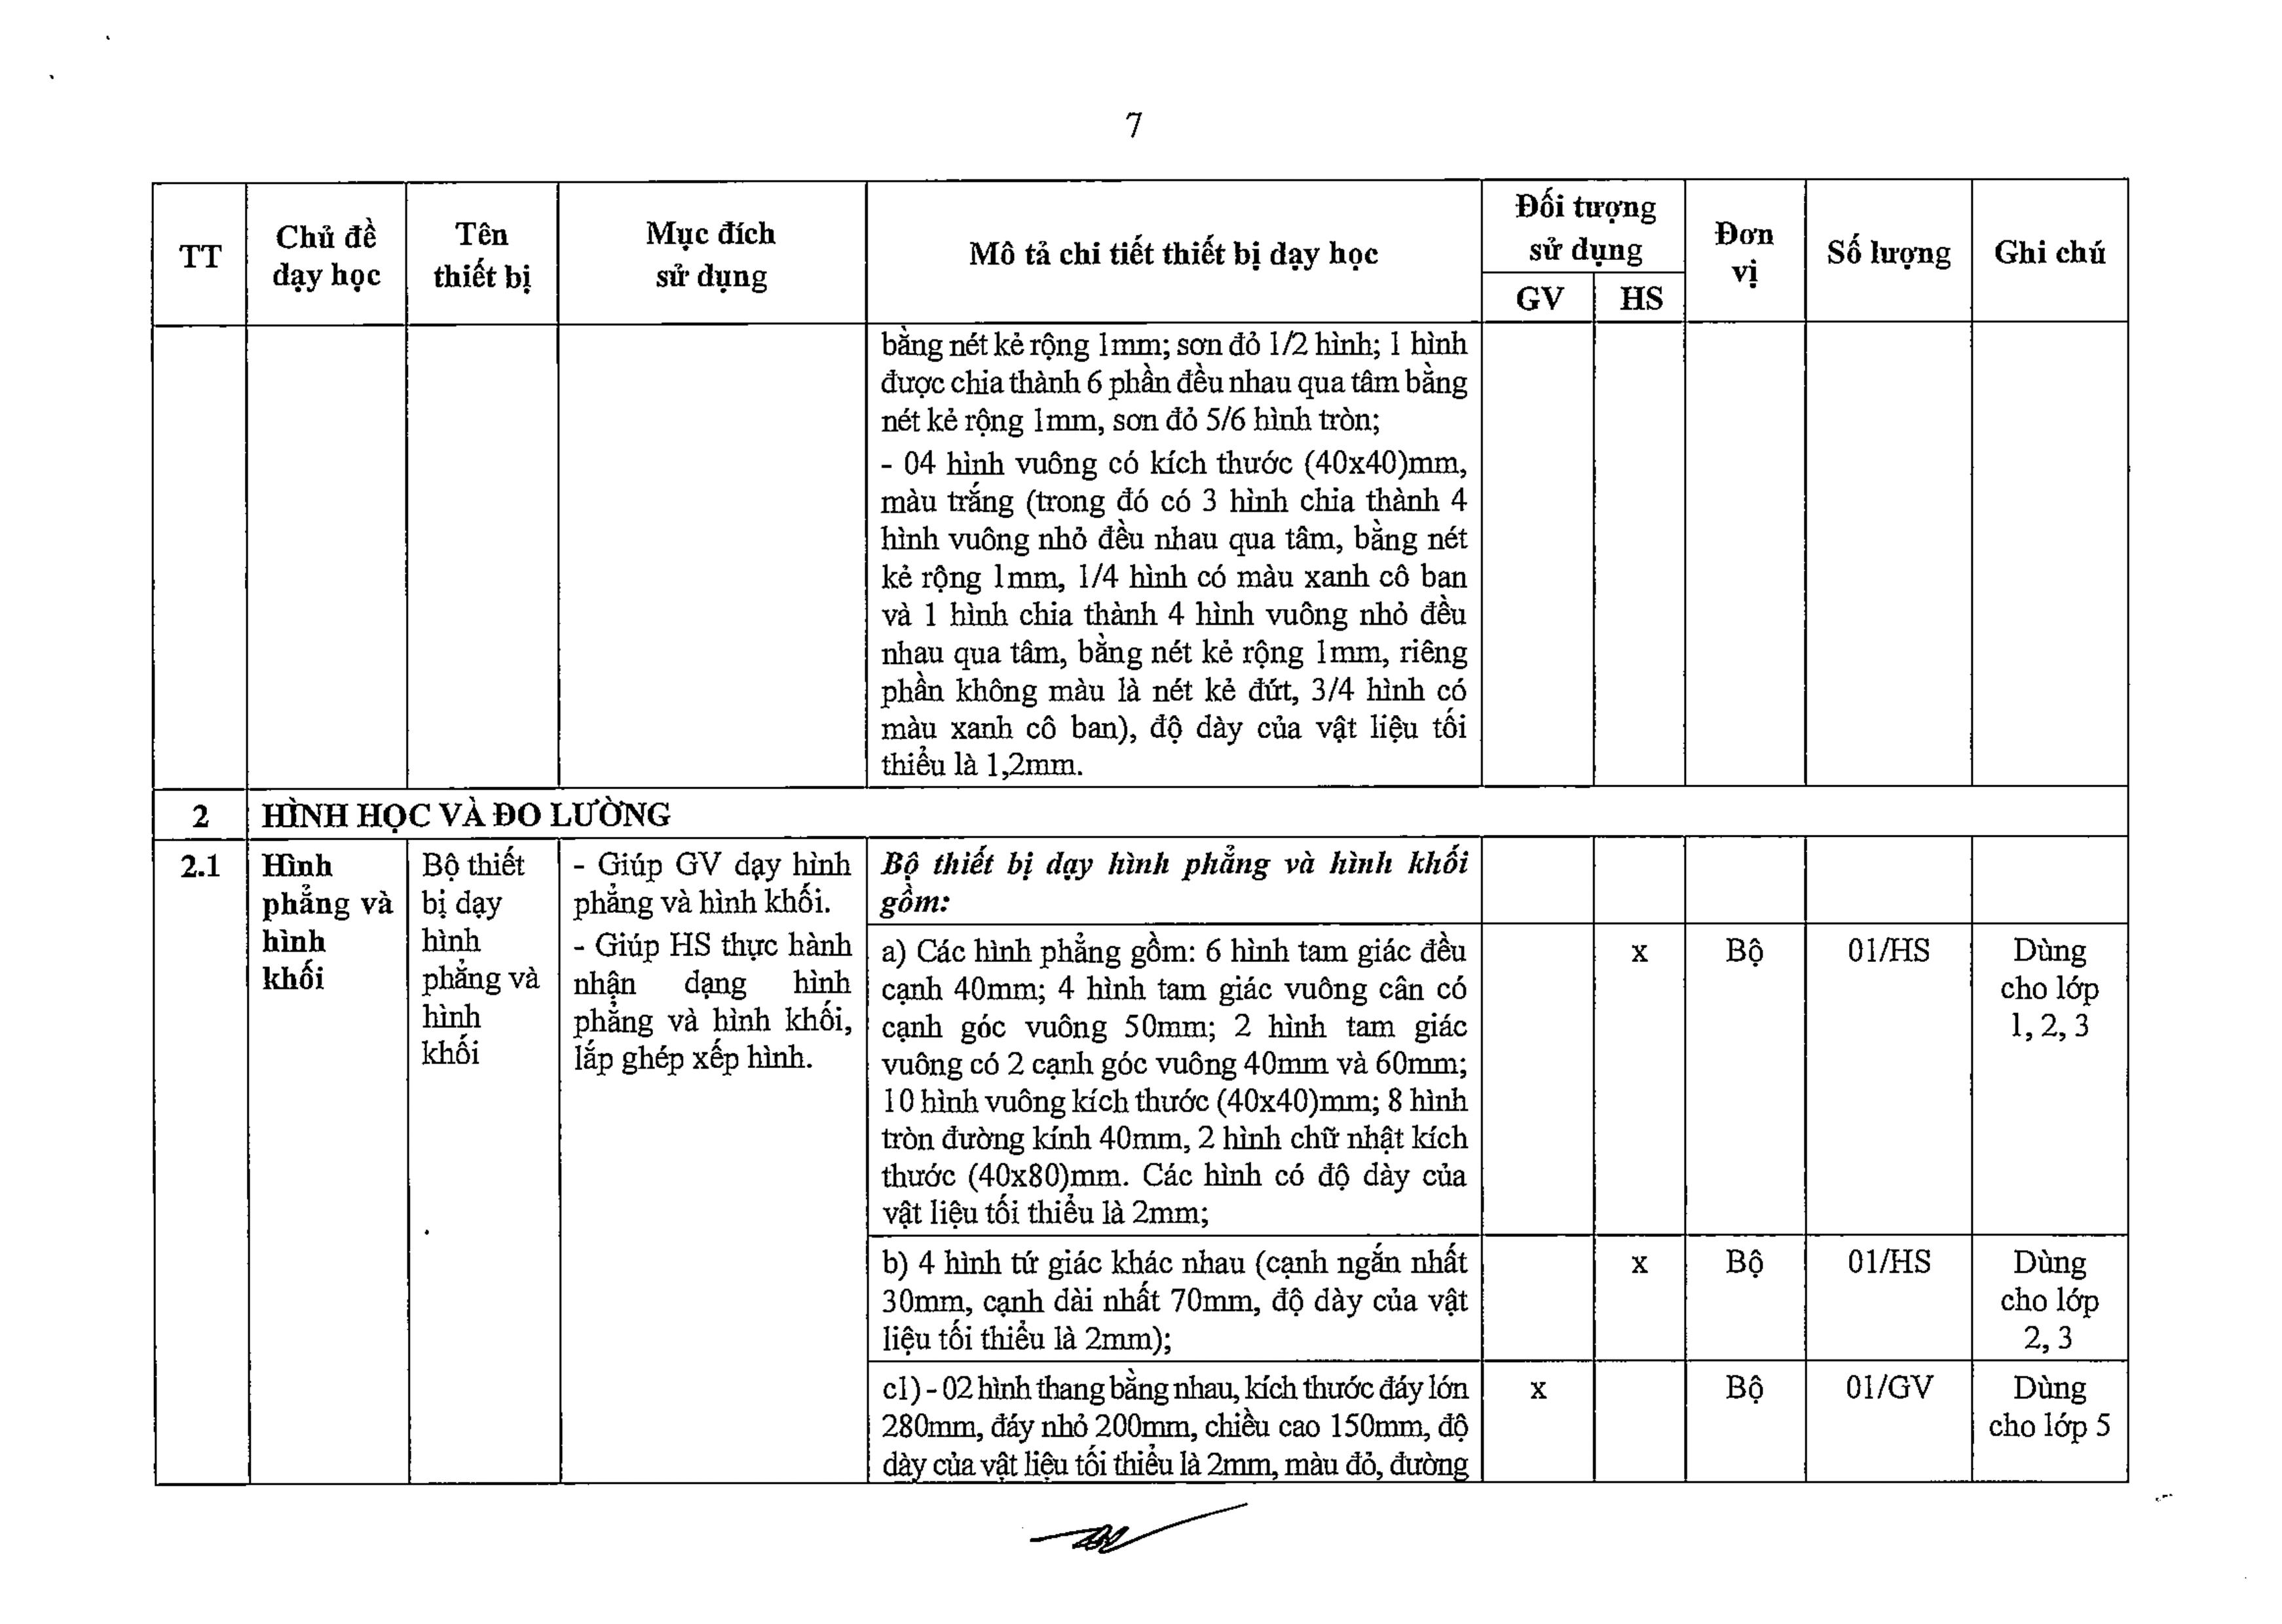 7
TT
Chủ đề
dạy học
Tên
thiết bị
Mục đích
sử dụng
Mô tả chi tiết thiết bị dạy học
Đối tượng
sử dụng
GV
HS
Đơn
vị
Số lượng
Ghi chú
bằng nét kẻ rộng 1mm; sơn đỏ 1/2 hình; 1 hình
được chia thành 6 phần đều nhau qua tâm bằng
nét kẻ rộng 1mm, sơn đỏ 5/6 hình tròn;
- 04 hình vuông có kích thước (40x40)mm,
màu trắng (trong đó có 3 hình chia thành 4
hình vuông nhỏ đều nhau qua tâm, bằng nét
kẻ rộng 1mm, 1/4 hình có màu xanh cô ban
và 1 hình chia thành 4 hình vuông nhỏ đều
nhau qua tâm, bằng nét kẻ rộng 1mm, riêng
phần không màu là nét kẻ đứt, 3/4 hình có
màu xanh cô ban), độ dày của vật liệu tối
thiểu là 1,2mm.
2 HÌNH HỌC VÀ ĐO LƯỜNG
2.1
Hình
phẳng và
hình
khối
Bộ thiết
bị dạy
hình
phẳng và
hình
khối
- Giúp GV dạy hình
phẳng và hình khối.
- Giúp HS thực hành
nhận dạng hình
phẳng và hình khối,
lắp ghép xếp hình.
Bộ thiết bị dạy hình phẳng và hình khối
gồm:
a) Các hình phẳng gồm: 6 hình tam giác đều
cạnh 40mm; 4 hình tam giác vuông cân có
cạnh góc vuông 50mm; 2 hình tam giác
vuông có 2 cạnh góc vuông 40mm và 60mm;
10 hình vuông kích thước (40x40)mm; 8 hình
tròn đường kính 40mm, 2 hình chữ nhật kích
thước (40x80)mm. Các hình có độ dày của
vật liệu tối thiểu là 2mm;
x
Bộ
01/HS
Dùng
cho lớp
1, 2, 3
b) 4 hình tứ giác khác nhau (cạnh ngắn nhất
30mm, cạnh dài nhất 70mm, độ dày của vật
liệu tối thiểu là 2mm);
x
Bộ
01/HS
Dùng
cho lớp
2, 3
c1) - 02 hình thang bằng nhau, kích thước đáy lớn
280mm, đáy nhỏ 200mm, chiều cao 150mm, độ
dày của vật liệu tối thiểu là 2mm, màu đỏ, đường
x
Bộ
01/GV
Dùng
cho lớp 5